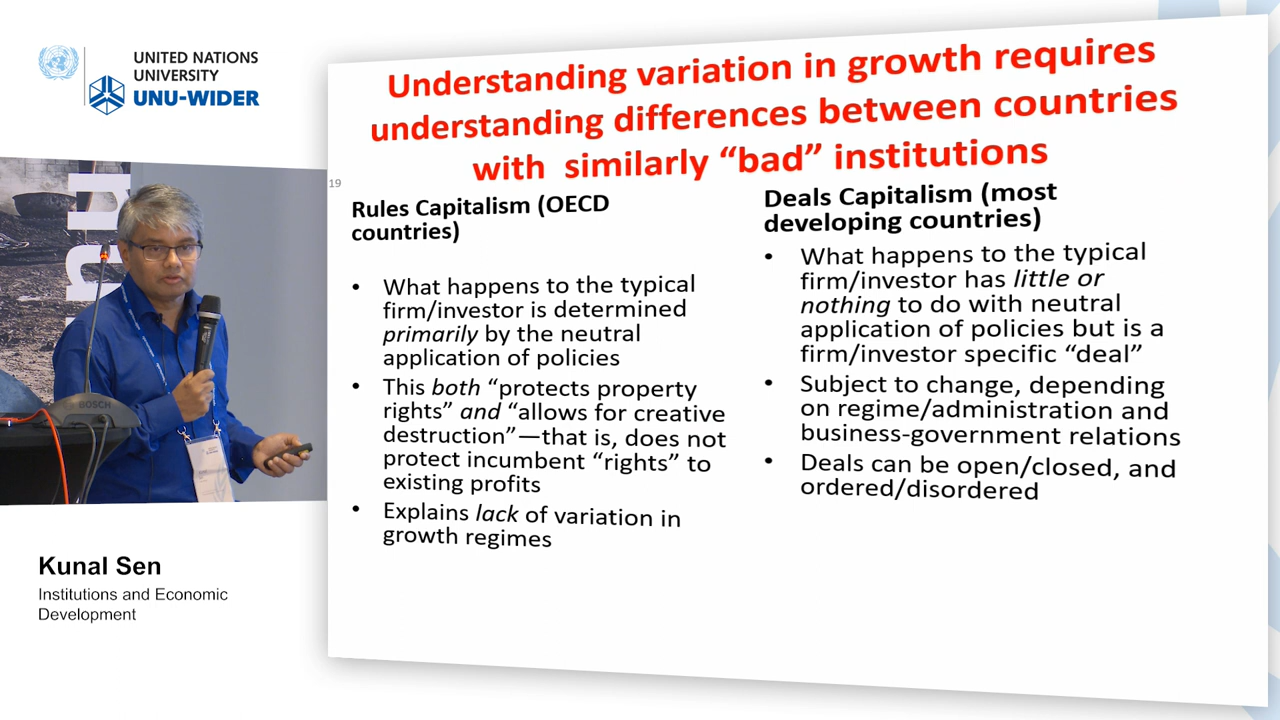 UNITED NATIONS
UNIVERSITY
UNU-WIDER
Understanding variation in growth requires
understanding differences between countries
with similarly “bad” institutions
19
Rules Capitalism (OECD
countries)
• What happens to the typical
firm/investor is determined
primarily by the neutral
application of policies
• This both “protects property
rights” and “allows for creative
destruction”—that is, does not
protect incumbent “rights” to
existing profits
• Explains lack of variation in
growth regimes
Deals Capitalism (most
developing countries)
• What happens to the typical
firm/investor has little or
nothing to do with neutral
application of policies but is a
firm/investor specific “deal”
• Subject to change, depending
on regime/administration and
business-government relations
• Deals can be open/closed, and
ordered/disordered
BOSCH
Kunal Sen
Institutions and Economic
Development